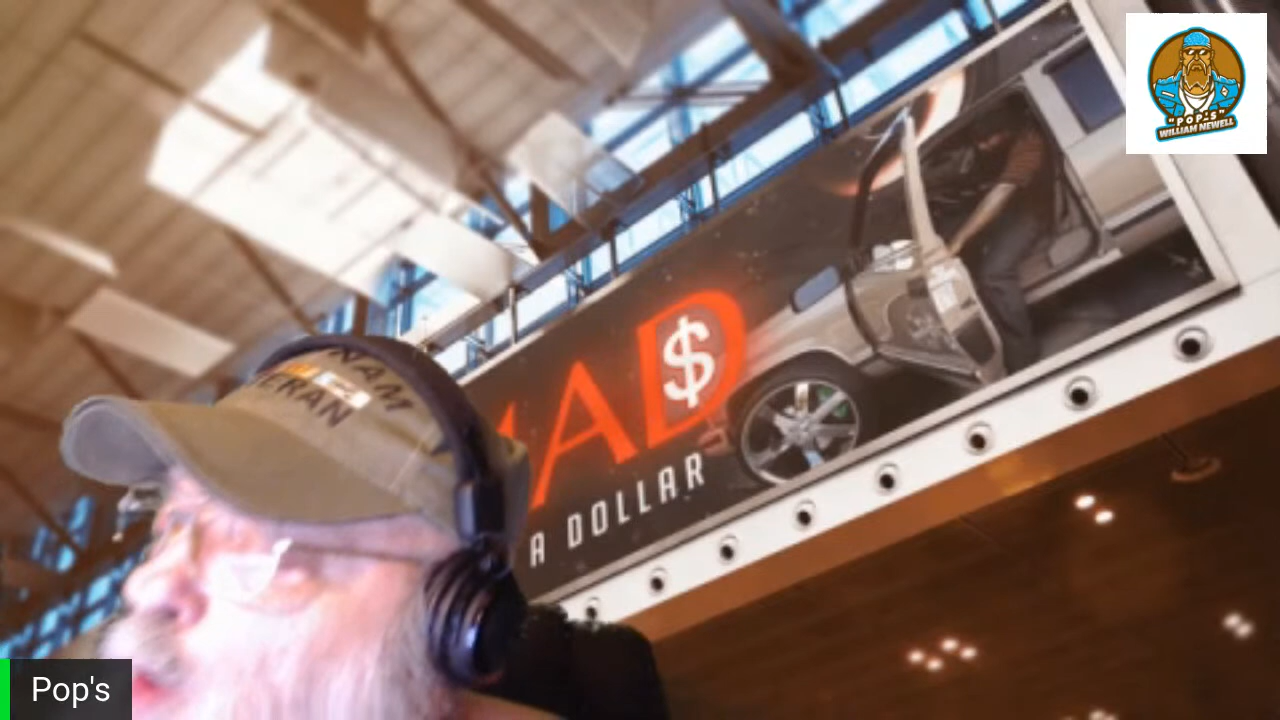 "POP'S"
WILLIAM NEWELL
NAM
ERAN
AD
$
A DOLLAR
Pop's